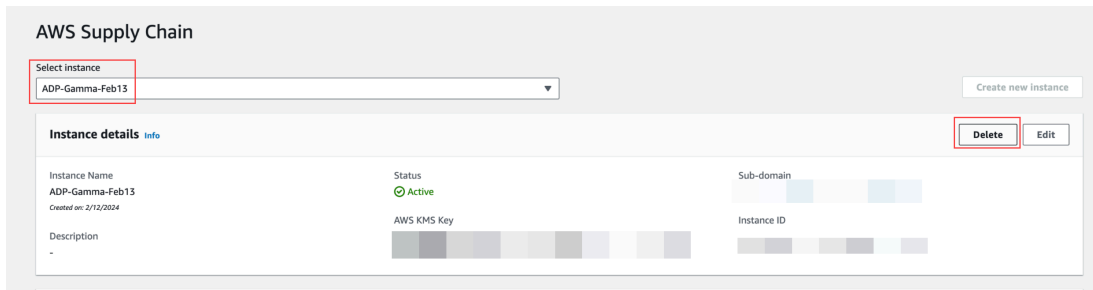 AWS Supply Chain
Select instance
ADP-Gamma-Feb13
Create new instance
Instance details Info
Delete
Edit
Instance Name
ADP-Gamma-Feb13
Created on: 2/12/2024
Status
Active
Sub-domain
AWS KMS Key
Instance ID
Description
-